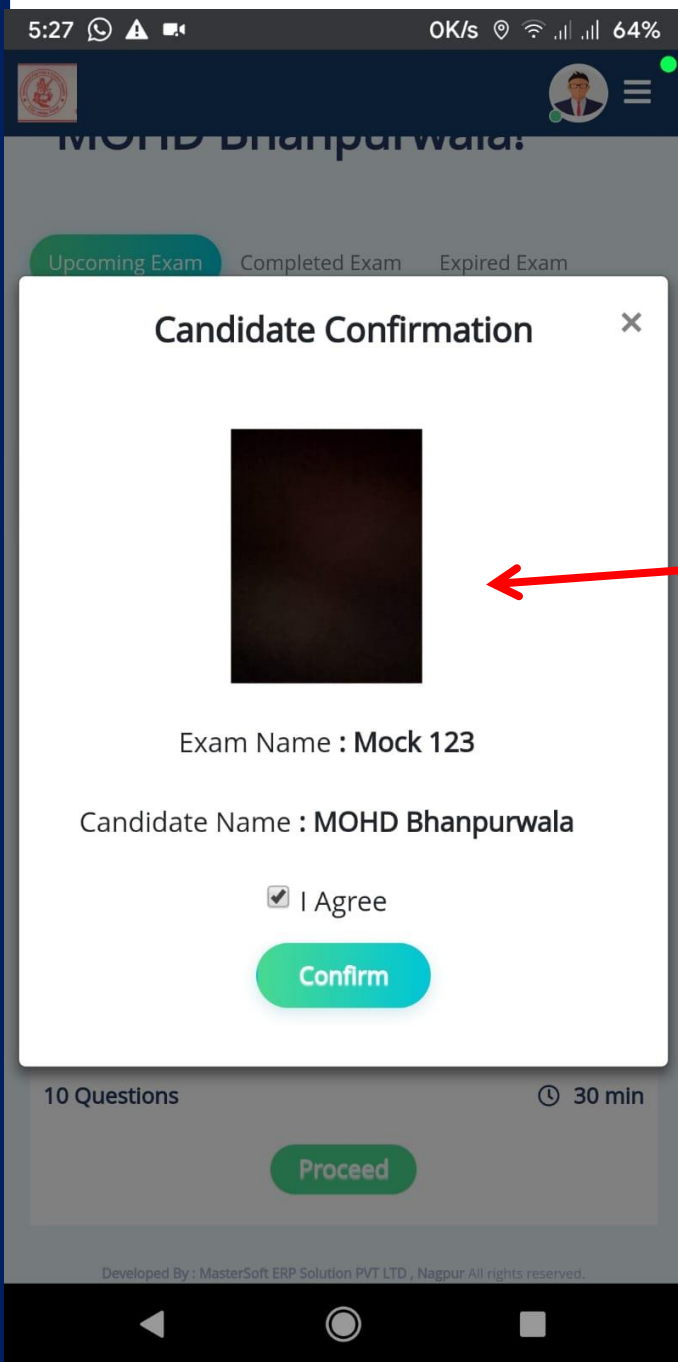 5:27 0K/s 64%
MOHD Bhanpurwala!
Upcoming Exam Completed Exam Expired Exam
Candidate Confirmation ×
Exam Name : Mock 123
Candidate Name : MOHD Bhanpurwala
I Agree
Confirm
10 Questions 30 min
Proceed
Developed By : MasterSoft ERP Solution PVT LTD , Nagpur All rights reserved.